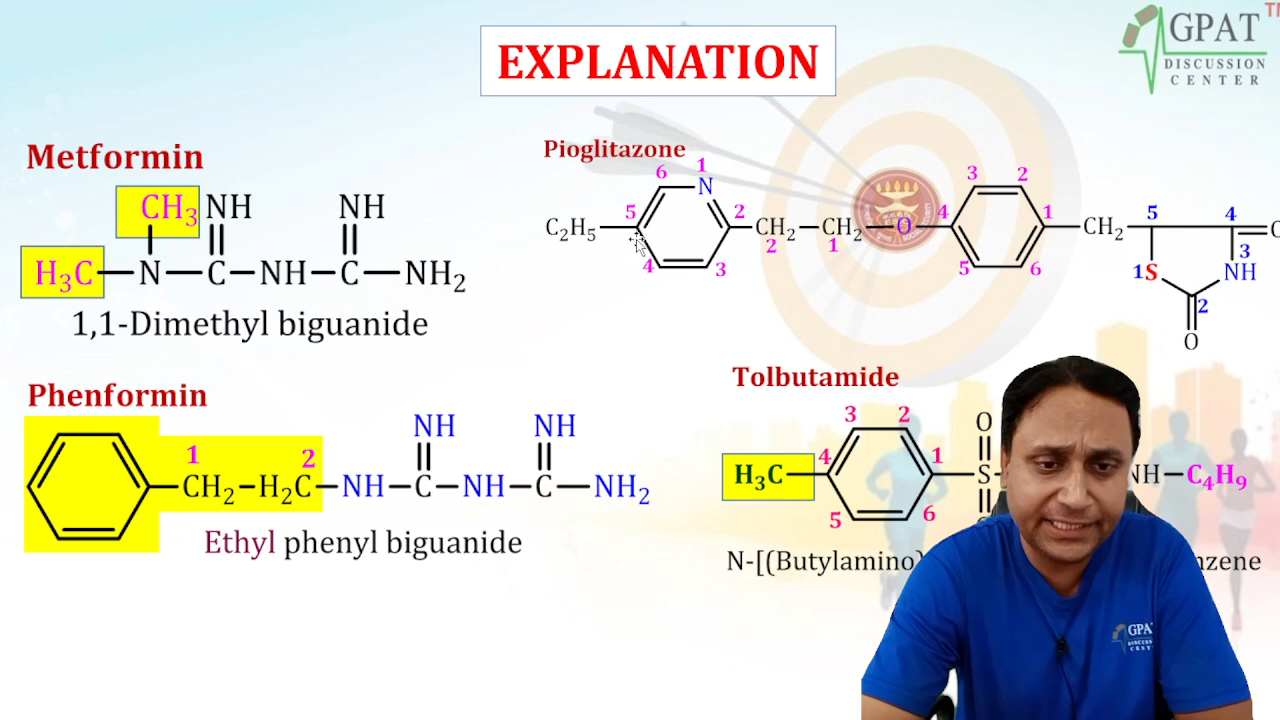 EXPLANATION
GPAT
DISCUSSION
CENTER
Metformin
CH₃ NH NH
H₃C N C NH C NH₂
1,1-Dimethyl biguanide
Pioglitazone
6 1
N
5 2 3 2 5 4
C₂H₅ CH₂ CH₂ O 4 1 CH₂ O
2 1 3
4 3 5 6 1S NH
2
O
Phenformin
NH NH
1 2
CH₂ H₂C NH C NH C NH₂
Ethyl phenyl biguanide
Tolbutamide
3 2 O
4 1
H₃C S NH C₄H₉
5 6
N-[(Butylamino)
GPAT